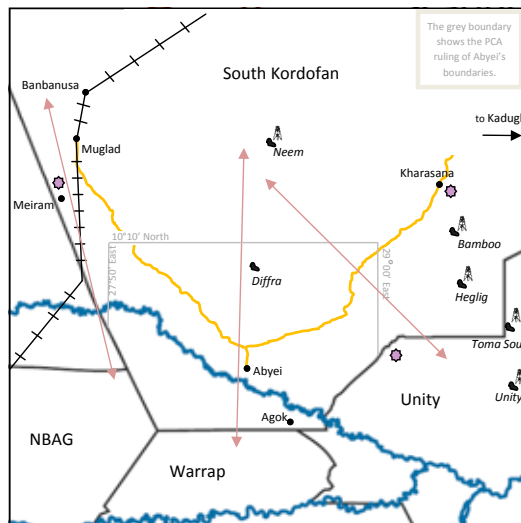 The grey boundary
shows the PCA
ruling of Abyei's
boundaries.
South Kordofan
Banbanusa
to Kadugl
Muglad
Neem
Kharasana
Meiram
Bamboo
10°10' North
27°50' East
29°00' East
Diffra
Heglig
Toma Sou
Abyei
Unity
Unity
Agok
NBAG
Warrap